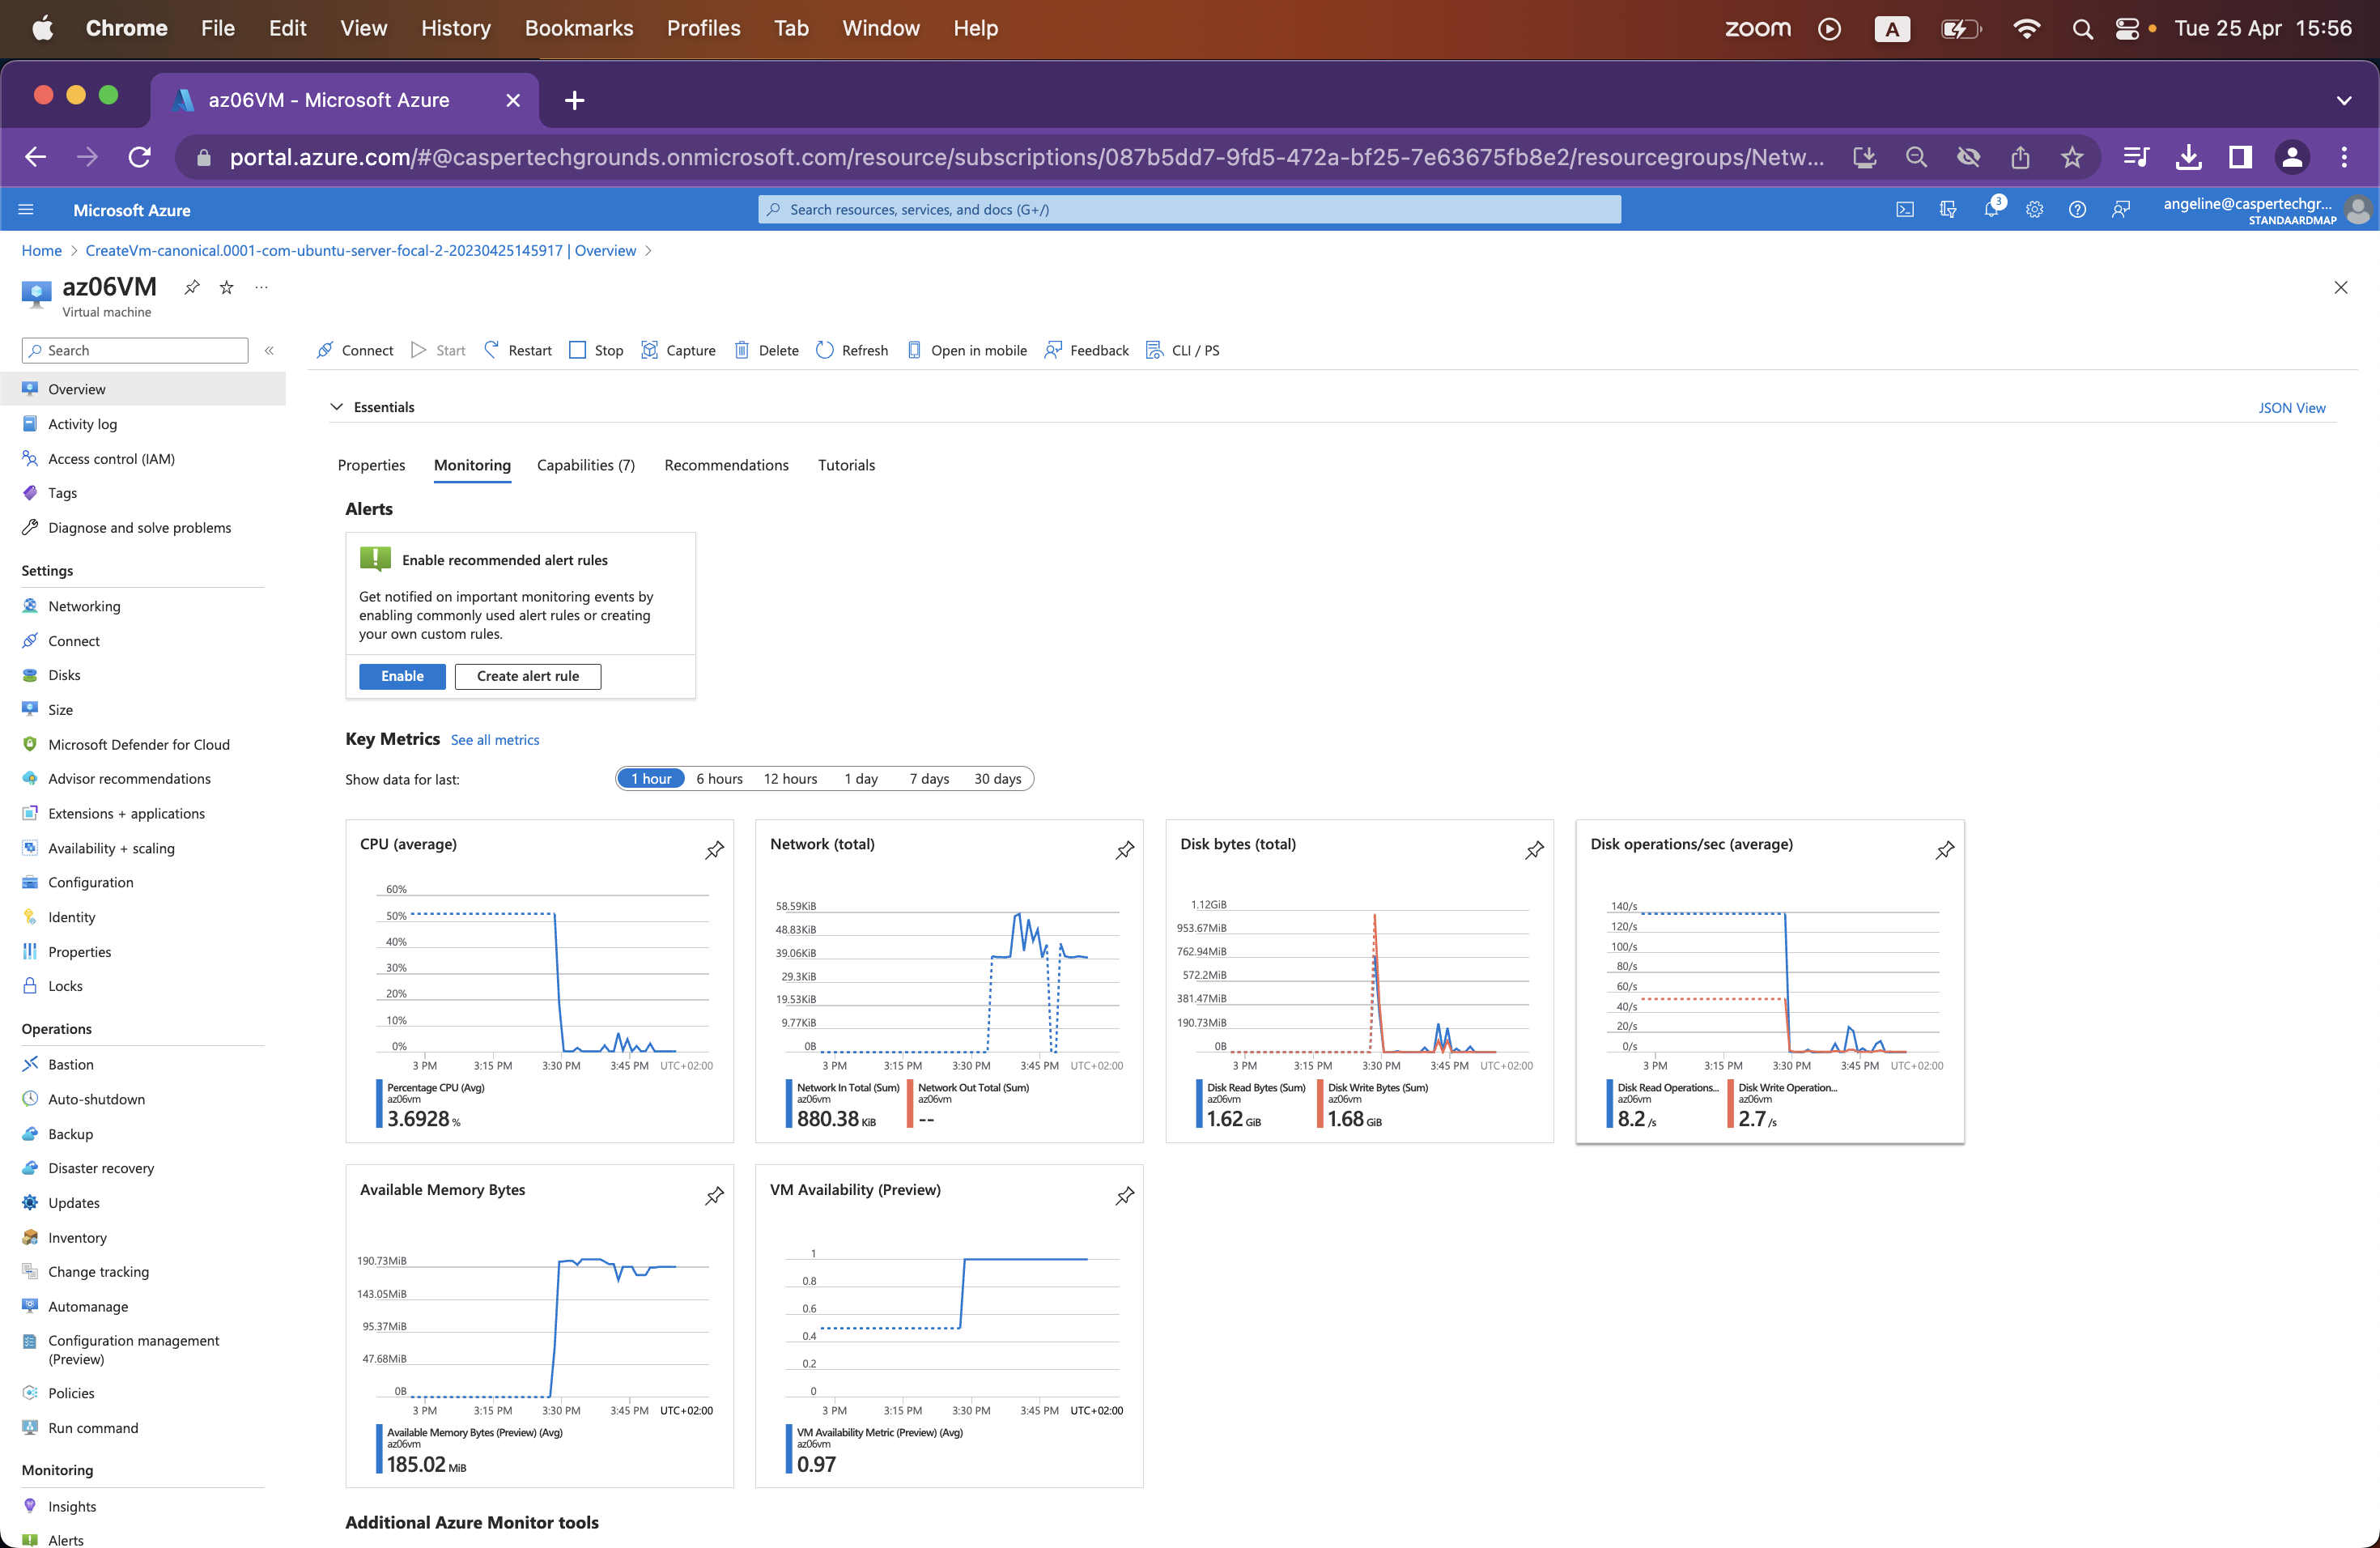 Chrome File Edit View History Bookmarks Profiles Tab Window Help zoom A Tue 25 Apr 15:56
az06VM - Microsoft Azure
portal.azure.com/#@caspertechgrounds.onmicrosoft.com/resource/subscriptions/087b5dd7-9fd5-472a-bf25-7e63675fb8e2/resourcegroups/Netw...
Microsoft Azure
Search resources, services, and docs (G+/)
3
angeline@caspertechgr...
STANDAARDMAP
Home > CreateVm-canonical.0001-com-ubuntu-server-focal-2-20230425145917 | Overview >
az06VM
...
Virtual machine
Search
«
Connect Start Restart Stop Capture Delete Refresh Open in mobile Feedback CLI / PS
Overview
Activity log
Access control (IAM)
Tags
Diagnose and solve problems
Settings
Networking
Connect
Disks
Size
Microsoft Defender for Cloud
Advisor recommendations
Extensions + applications
Availability + scaling
Configuration
Identity
Properties
Locks
Operations
Bastion
Auto-shutdown
Backup
Disaster recovery
Updates
Inventory
Change tracking
Automanage
Configuration management
(Preview)
Policies
Run command
Monitoring
Insights
Alerts
Essentials
JSON View
Properties Monitoring Capabilities (7) Recommendations Tutorials
Alerts
Enable recommended alert rules
Get notified on important monitoring events by
enabling commonly used alert rules or creating
your own custom rules.
Enable Create alert rule
Key Metrics See all metrics
Show data for last: 1 hour 6 hours 12 hours 1 day 7 days 30 days
CPU (average)
60%
50%
40%
30%
20%
10%
0%
3 PM 3:15 PM 3:30 PM 3:45 PM UTC+02:00
Percentage CPU (Avg)
az06vm
3.6928 %
Network (total)
58.59KiB
48.83KiB
39.06KiB
29.3KiB
19.53KiB
9.77KiB
0B
3 PM 3:15 PM 3:30 PM 3:45 PM UTC+02:00
Network In Total (Sum) Network Out Total (Sum)
az06vm az06vm
880.38 KiB --
Disk bytes (total)
1.12GiB
953.67MiB
762.94MiB
572.2MiB
381.47MiB
190.73MiB
0B
3 PM 3:15 PM 3:30 PM 3:45 PM UTC+02:00
Disk Read Bytes (Sum) Disk Write Bytes (Sum)
az06vm az06vm
1.62 GiB 1.68 GiB
Disk operations/sec (average)
140/s
120/s
100/s
80/s
60/s
40/s
20/s
0/s
3 PM 3:15 PM 3:30 PM 3:45 PM UTC+02:00
Disk Read Operations... Disk Write Operation...
az06vm az06vm
8.2 /s 2.7 /s
Available Memory Bytes
190.73MiB
143.05MiB
95.37MiB
47.68MiB
0B
3 PM 3:15 PM 3:30 PM 3:45 PM UTC+02:00
Available Memory Bytes (Preview) (Avg)
az06vm
185.02 MiB
VM Availability (Preview)
1
0.8
0.6
0.4
0.2
0
3 PM 3:15 PM 3:30 PM 3:45 PM UTC+02:00
VM Availability Metric (Preview) (Avg)
az06vm
0.97
Additional Azure Monitor tools